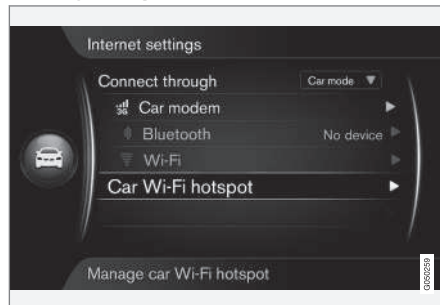 Internet settings
Connect through Car mode
3G Car modem
Bluetooth No device
Wi-Fi
Car Wi-Fi hotspot
Manage car Wi-Fi hotspot
G050259